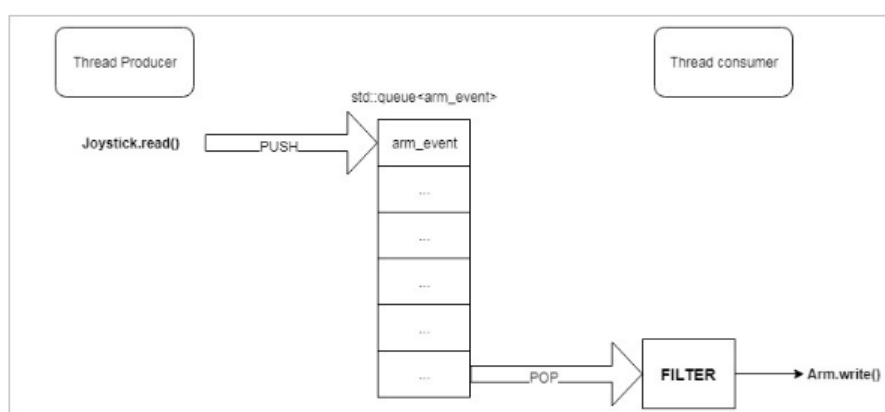 Thread Producer
Thread consumer
std::queue<arm_event>
Joystick.read()
PUSH
arm_event
...
...
...
...
...
POP
FILTER
Arm.write()